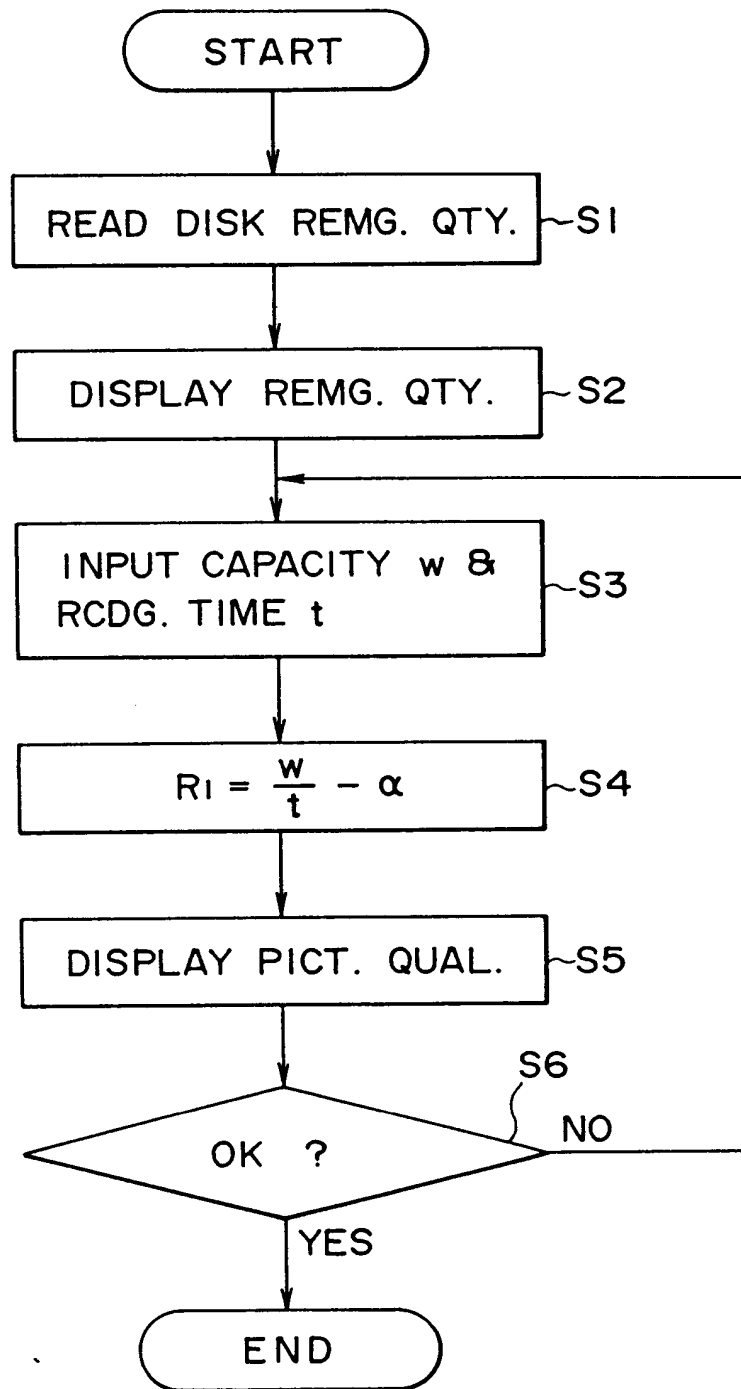 START
READ DISK REMG. QTY.
S1
DISPLAY REMG. QTY.
S2
INPUT CAPACITY w &
RCDG. TIME t
S3
R1 = w/t - α
S4
DISPLAY PICT. QUAL.
S5
S6
OK ?
NO
YES
END